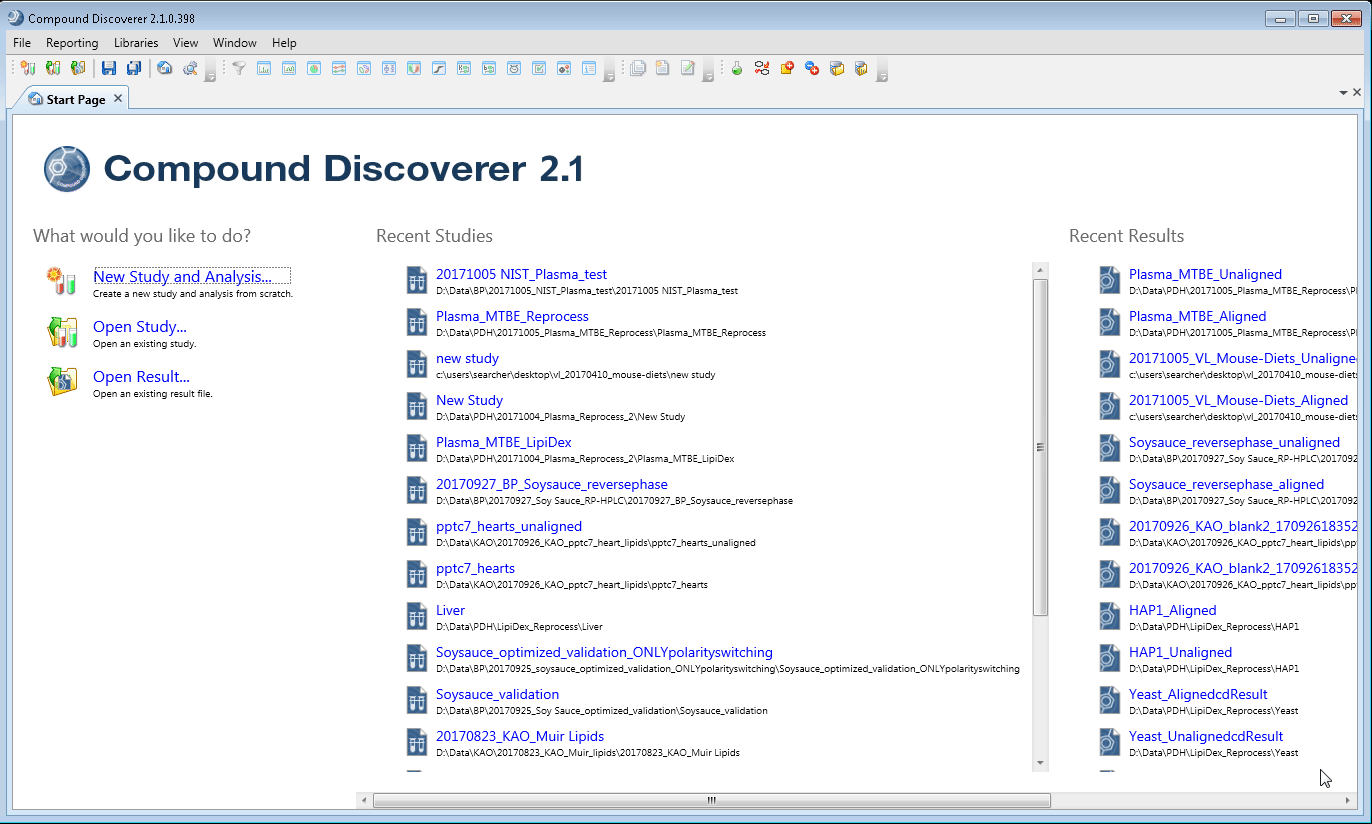 Compound Discoverer 2.1.0.398
File Reporting Libraries View Window Help
Start Page
Compound Discoverer 2.1
What would you like to do?
New Study and Analysis...
Create a new study and analysis from scratch.
Open Study...
Open an existing study.
Open Result...
Open an existing result file.
Recent Studies
20171005 NIST_Plasma_test
D:\Data\BP\20171005_NIST_Plasma_test\20171005 NIST_Plasma_test
Plasma_MTBE_Reprocess
D:\Data\PDH\20171005_Plasma_MTBE_Reprocess\Plasma_MTBE_Reprocess
new study
c:\users\searcher\desktop\vl_20170410_mouse-diets\new study
New Study
D:\Data\PDH\20171004_Plasma_Reprocess_2\New Study
Plasma_MTBE_LipiDex
D:\Data\PDH\20171004_Plasma_Reprocess_2\Plasma_MTBE_LipiDex
20170927_BP_Soysauce_reversephase
D:\Data\BP\20170927_Soy Sauce_RP-HPLC\20170927_BP_Soysauce_reversephase
pptc7_hearts_unaligned
D:\Data\KAO\20170926_KAO_pptc7_heart_lipids\pptc7_hearts_unaligned
pptc7_hearts
D:\Data\KAO\20170926_KAO_pptc7_heart_lipids\pptc7_hearts
Liver
D:\Data\PDH\LipiDex_Reprocess\Liver
Soysauce_optimized_validation_ONLYpolarityswitching
D:\Data\BP\20170925_soysauce_optimized_validation_ONLYpolarityswitching\Soysauce_optimized_validation_ONLYpolarityswitching
Soysauce_validation
D:\Data\BP\20170925_Soy Sauce_optimized_validation\Soysauce_validation
20170823_KAO_Muir Lipids
D:\Data\KAO\20170823_KAO_Muir_lipids\20170823_KAO_Muir Lipids
Recent Results
Plasma_MTBE_Unaligned
D:\Data\PDH\20171005_Plasma_MTBE_Reprocess\Pl
Plasma_MTBE_Aligned
D:\Data\PDH\20171005_Plasma_MTBE_Reprocess\Pl
20171005_VL_Mouse-Diets_Unaligne
c:\users\searcher\desktop\vl_20170410_mouse-diets
20171005_VL_Mouse-Diets_Aligned
c:\users\searcher\desktop\vl_20170410_mouse-diets
Soysauce_reversephase_unaligned
D:\Data\BP\20170927_Soy Sauce_RP-HPLC\2017092
Soysauce_reversephase_aligned
D:\Data\BP\20170927_Soy Sauce_RP-HPLC\2017092
20170926_KAO_blank2_17092618352
D:\Data\KAO\20170926_KAO_pptc7_heart_lipids\ppt
20170926_KAO_blank2_17092618352
D:\Data\KAO\20170926_KAO_pptc7_heart_lipids\ppt
HAP1_Aligned
D:\Data\PDH\LipiDex_Reprocess\HAP1
HAP1_Unaligned
D:\Data\PDH\LipiDex_Reprocess\HAP1
Yeast_AlignedcdResult
D:\Data\PDH\LipiDex_Reprocess\Yeast
Yeast_UnalignedcdResult
D:\Data\PDH\LipiDex_Reprocess\Yeast